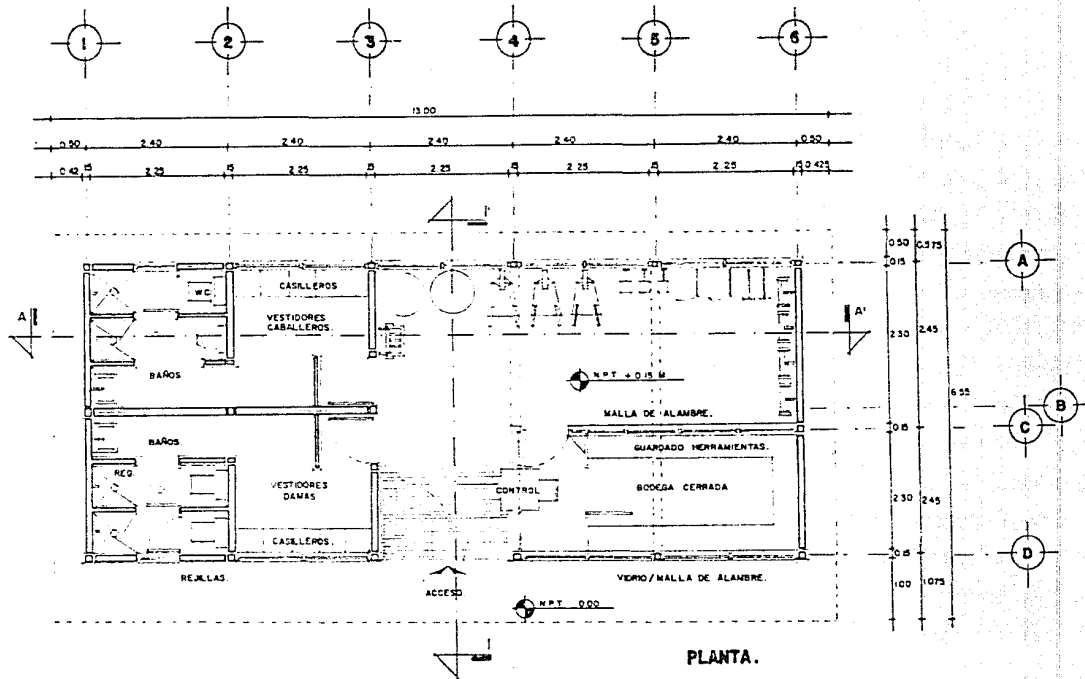 1 2 3 4 5 6
13.00
0.50 2.40 2.40 2.40 2.40 2.40 0.50
0.42 15 2.25 15 2.25 15 2.25 15 2.25 15 2.25 15 0.425
I'
0.50 0.575
0.15
A
W.C.
CASILLEROS
VESTIDORES
CABALLEROS.
A
A'
2.30 2.45
BAÑOS
N.P.T. +0.15 M
6.55
B
MALLA DE ALAMBRE.
0.15
C
BAÑOS
GUARDADO HERRAMIENTAS.
REG.
VESTIDORES
DAMAS
CONTROL
BODEGA CERRADA
2.30 2.45
CASILLEROS.
0.15
D
REJILLAS.
ACCESO.
VIDRIO/MALLA DE ALAMBRE.
1.00 1.075
N.P.T. 0.00
I
PLANTA.